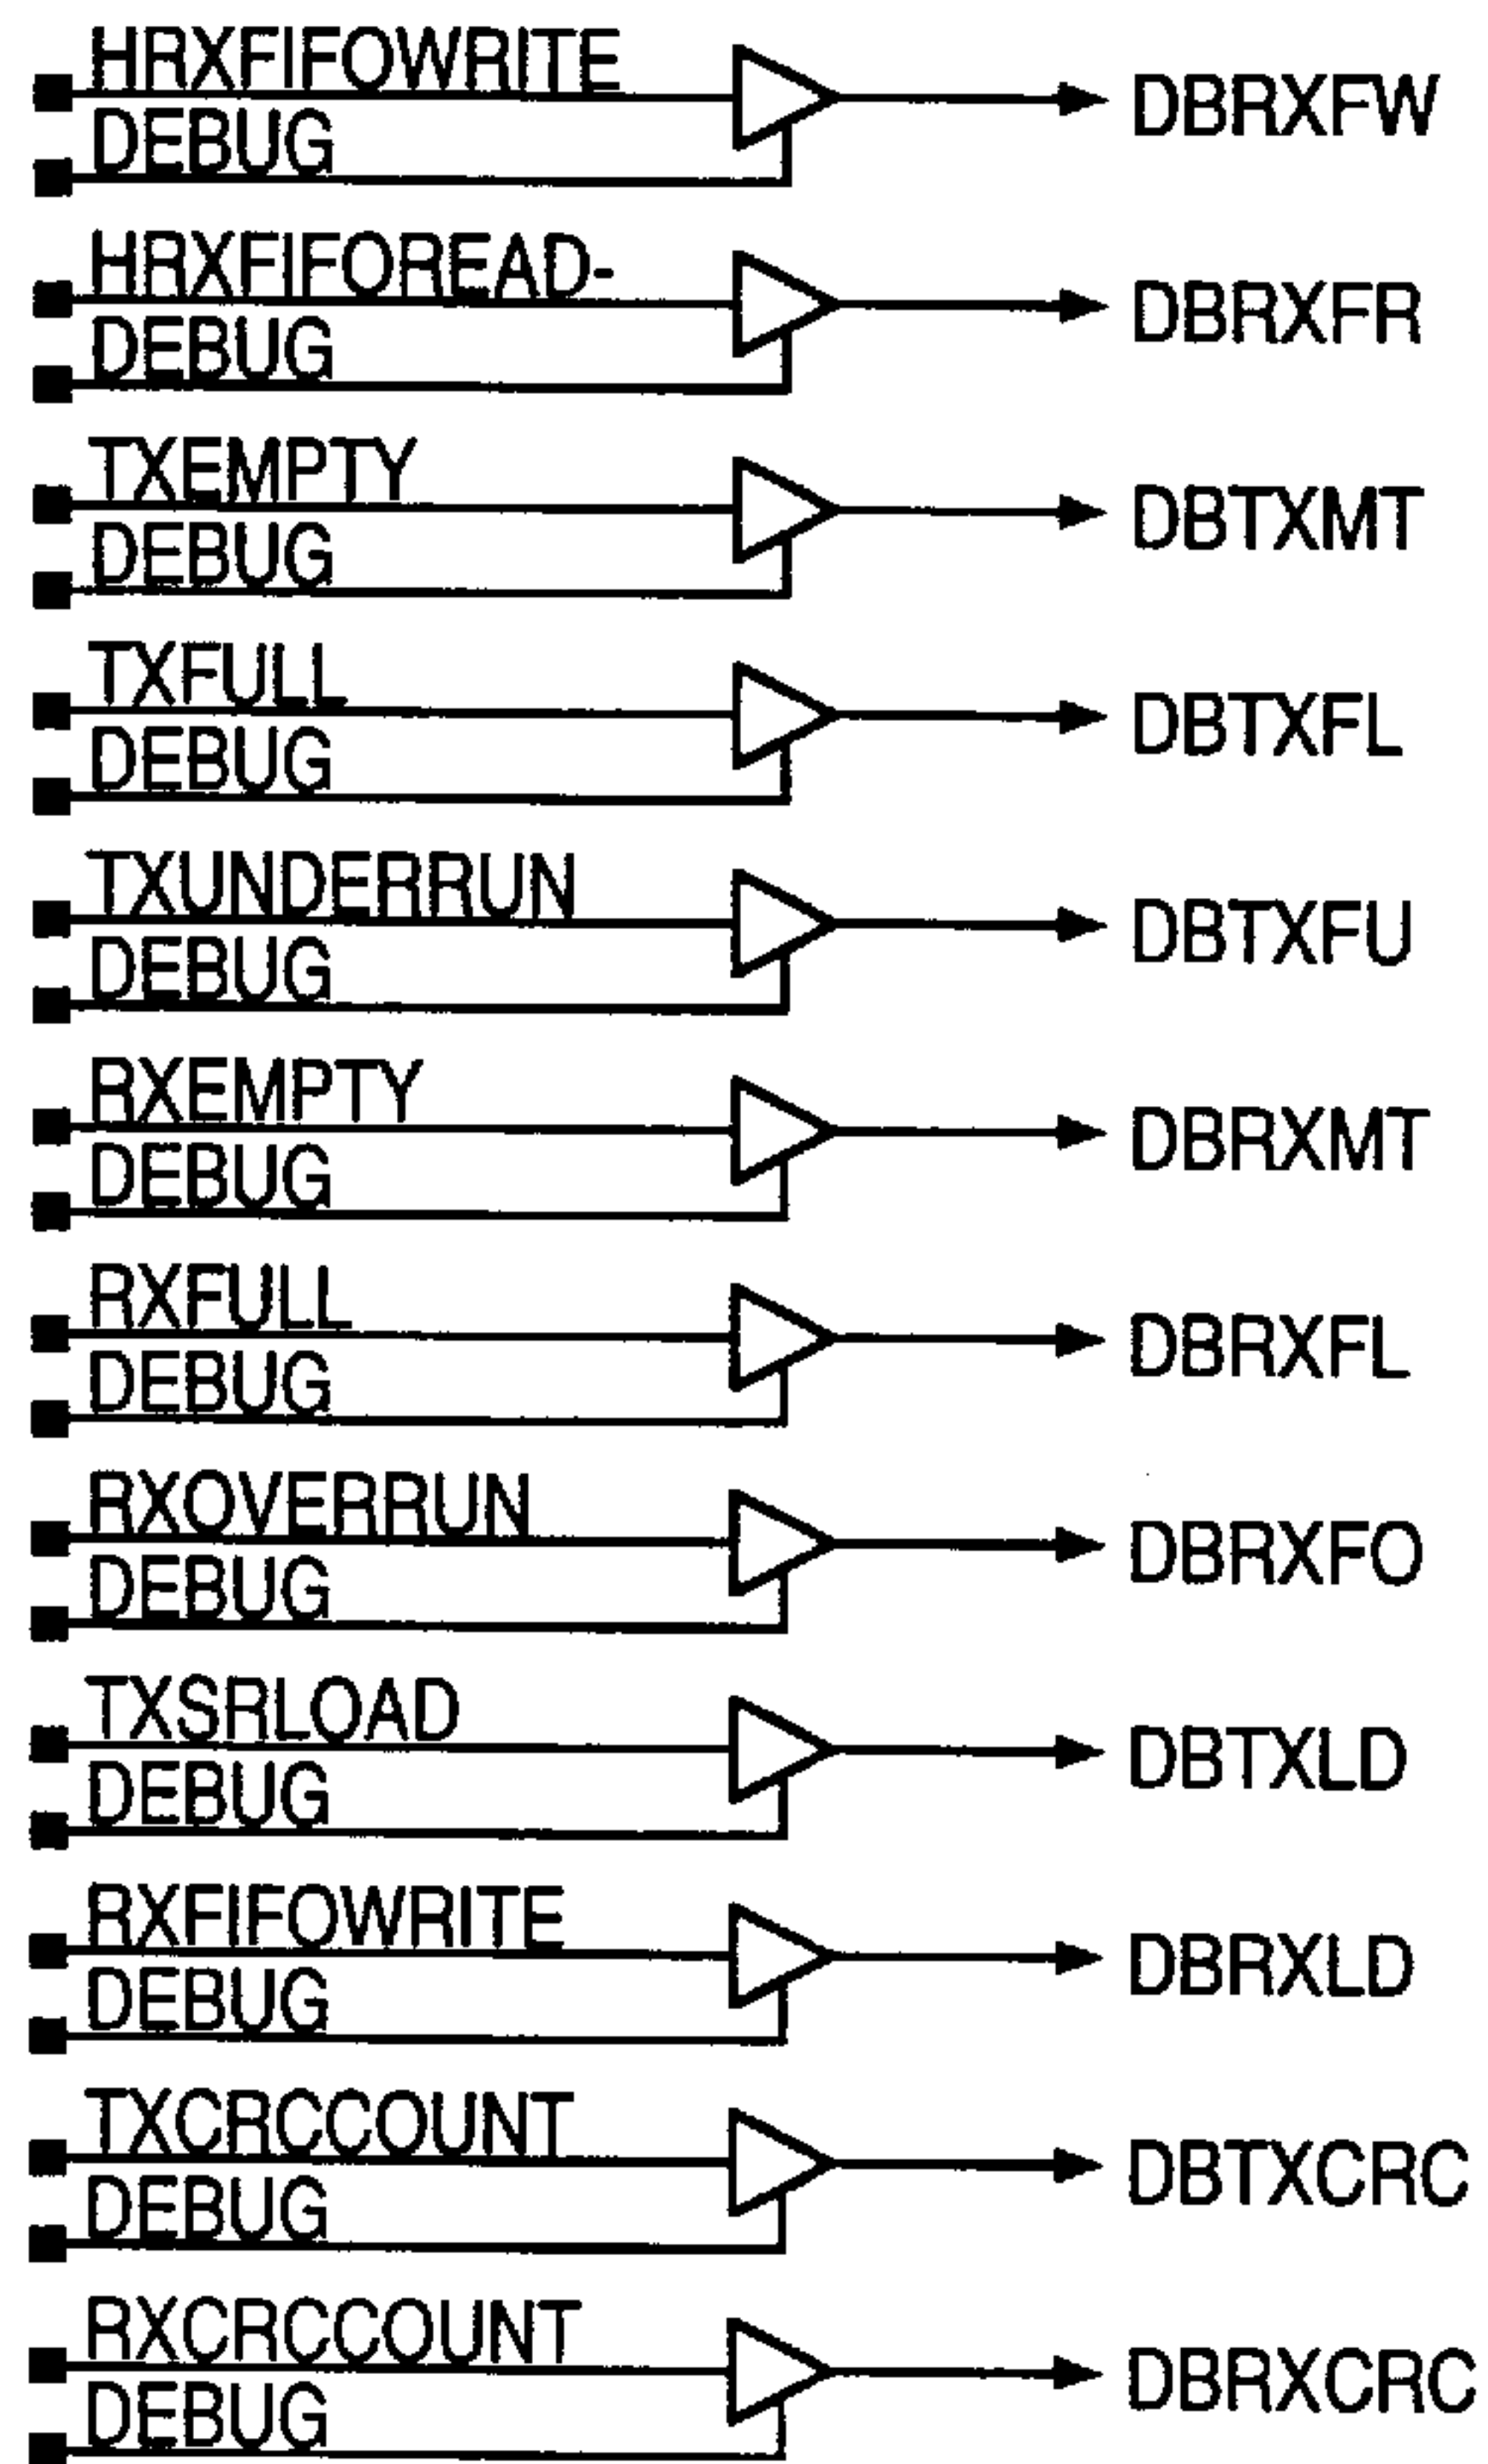 HRXFIFOWRITE
DEBUG
DBRXFW
HRXFIFOREAD-
DEBUG
DBRXFR
TXEMPTY
DEBUG
DBTXMT
TXFULL
DEBUG
DBTXFL
TXUNDERRUN
DEBUG
DBTXFU
RXEMPTY
DEBUG
DBRXMT
RXFULL
DEBUG
DBRXFL
RXOVERRUN
DEBUG
DBRXFO
TXSRLOAD
DEBUG
DBTXLD
RXFIFOWRITE
DEBUG
DBRXLD
TXCRCCOUNT
DEBUG
DBTXCRC
RXCRCCOUNT
DEBUG
DBRXCRC